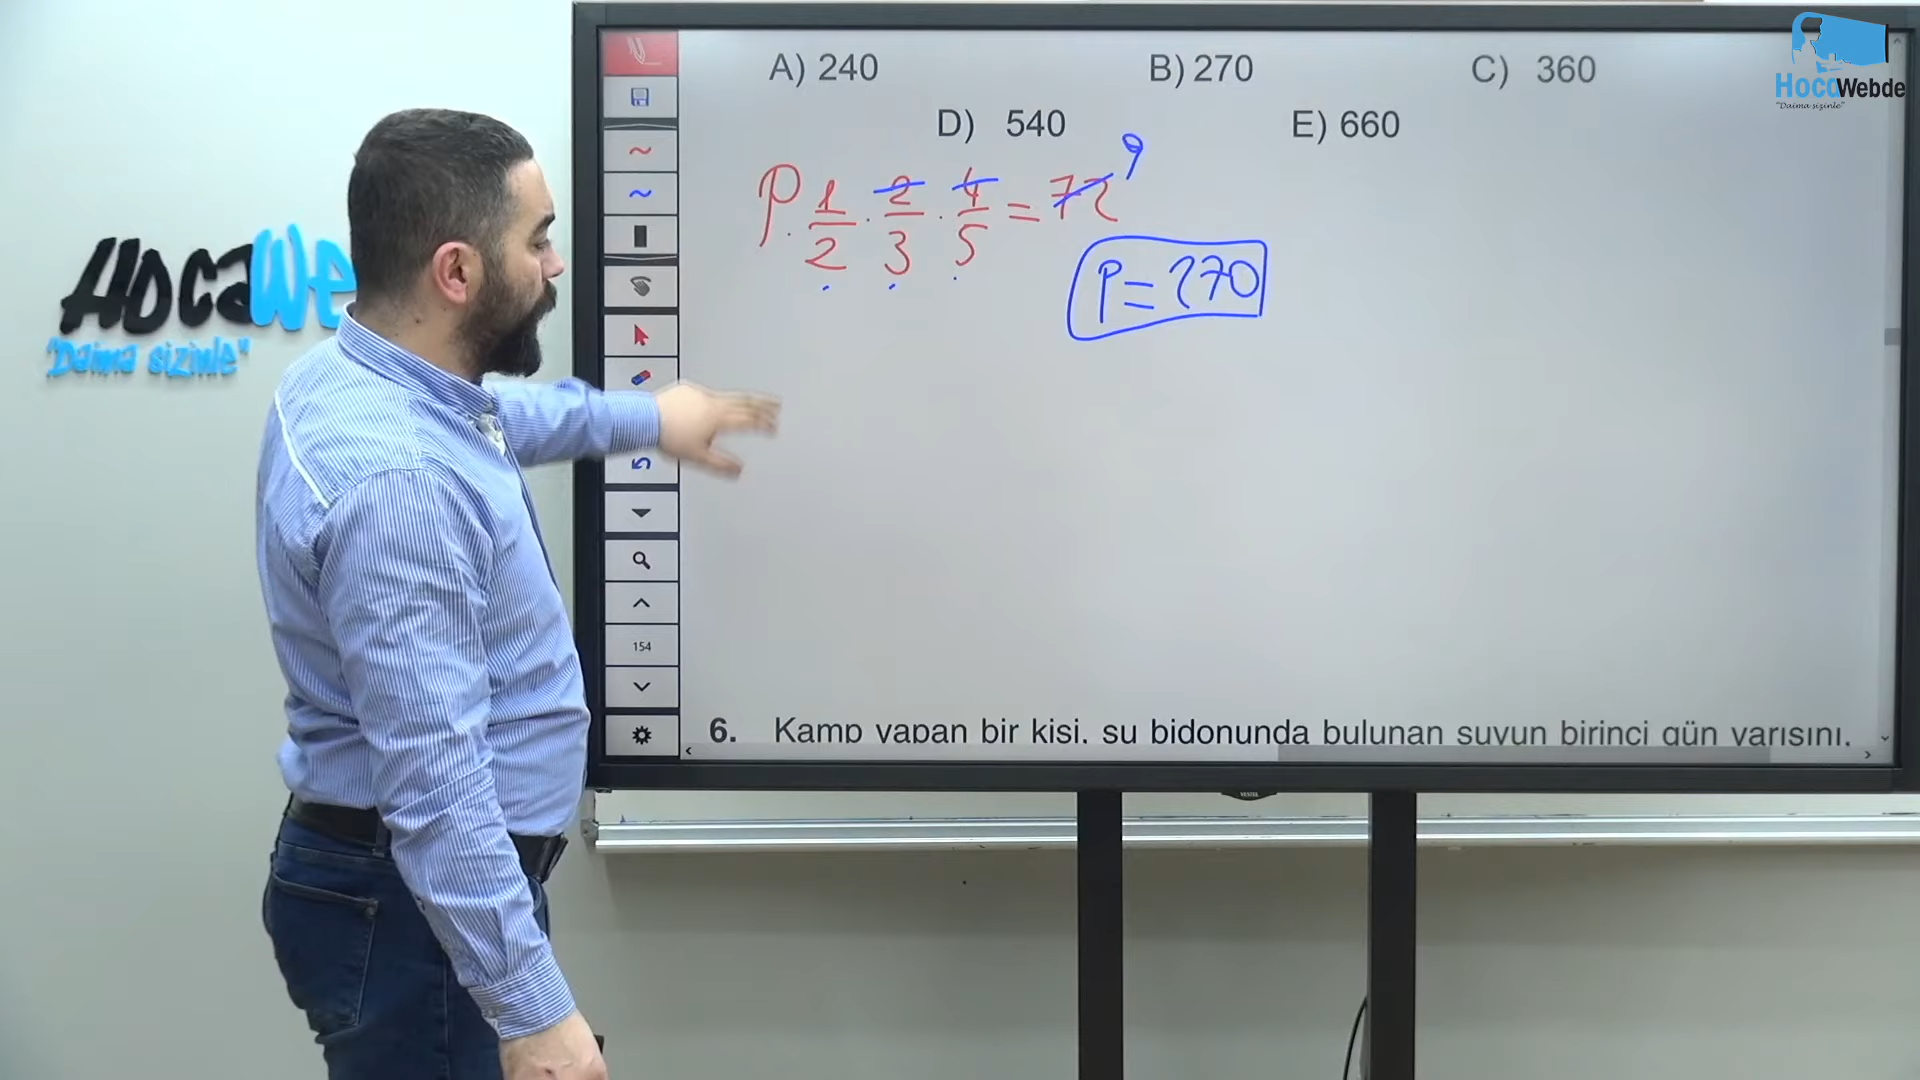 HocaWebde
"Daima sizinle"
A) 240 B) 270 C) 360
D) 540 E) 660
P · 1/2 · 2/3 · 4/5 = 72 9
P = 270
HocaWe
"Daima sizinle"
154
6. Kamp yapan bir kişi, su bidonunda bulunan suyun birinci gün yarısını,